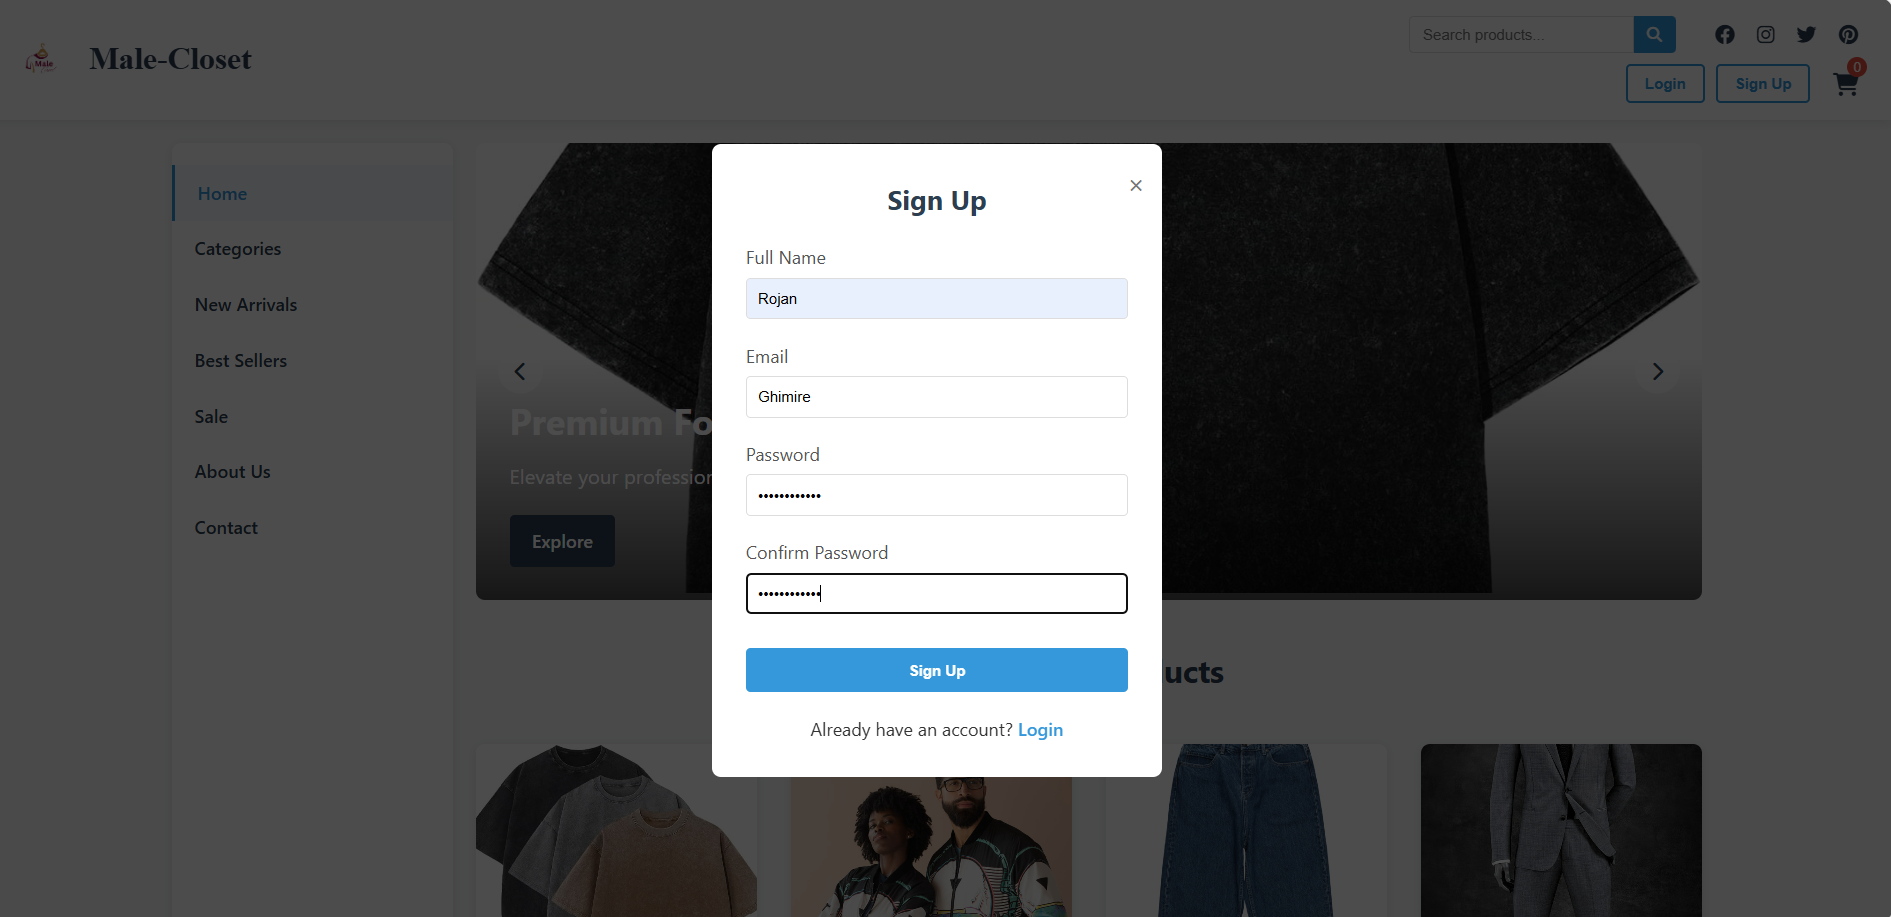 Male
Male-Closet
Search products...
Login
Sign Up
0
Home
Categories
New Arrivals
Best Sellers
Sale
About Us
Contact
Premium Fo
Elevate your profession
Explore
Sign Up
×
Full Name
Rojan
Email
Ghimire
Password
••••••••••••
Confirm Password
••••••••••••
Sign Up
Already have an account? Login
ucts